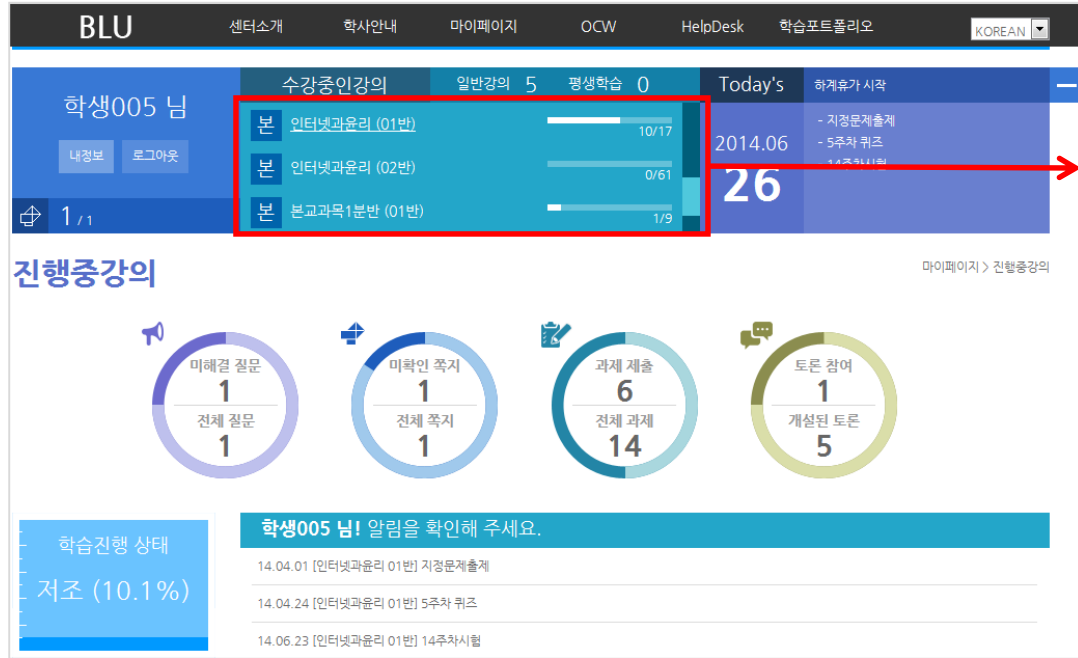 BLU 센터소개 학사안내 마이페이지 OCW HelpDesk 학습포트폴리오 KOREAN
학생005 님
내정보 로그아웃
1 / 1
수강중인강의 일반강의 5 평생학습 0
본 인터넷과윤리 (01반) 10/17
본 인터넷과윤리 (02반) 0/61
본 본교과목1분반 (01반) 1/9
Today's 하계휴가 시작
2014.06
26
- 지정문제출제
- 5주차 퀴즈
- 14주차시험
진행중강의
마이페이지 > 진행중강의
미해결 질문
1
전체 질문
1
미확인 쪽지
1
전체 쪽지
1
과제 제출
6
전체 과제
14
토론 참여
1
개설된 토론
5
학습진행 상태
저조 (10.1%)
학생005 님! 알림을 확인해 주세요.
14.04.01 [인터넷과윤리 01반] 지정문제출제
14.04.24 [인터넷과윤리 01반] 5주차 퀴즈
14.06.23 [인터넷과윤리 01반] 14주차시험